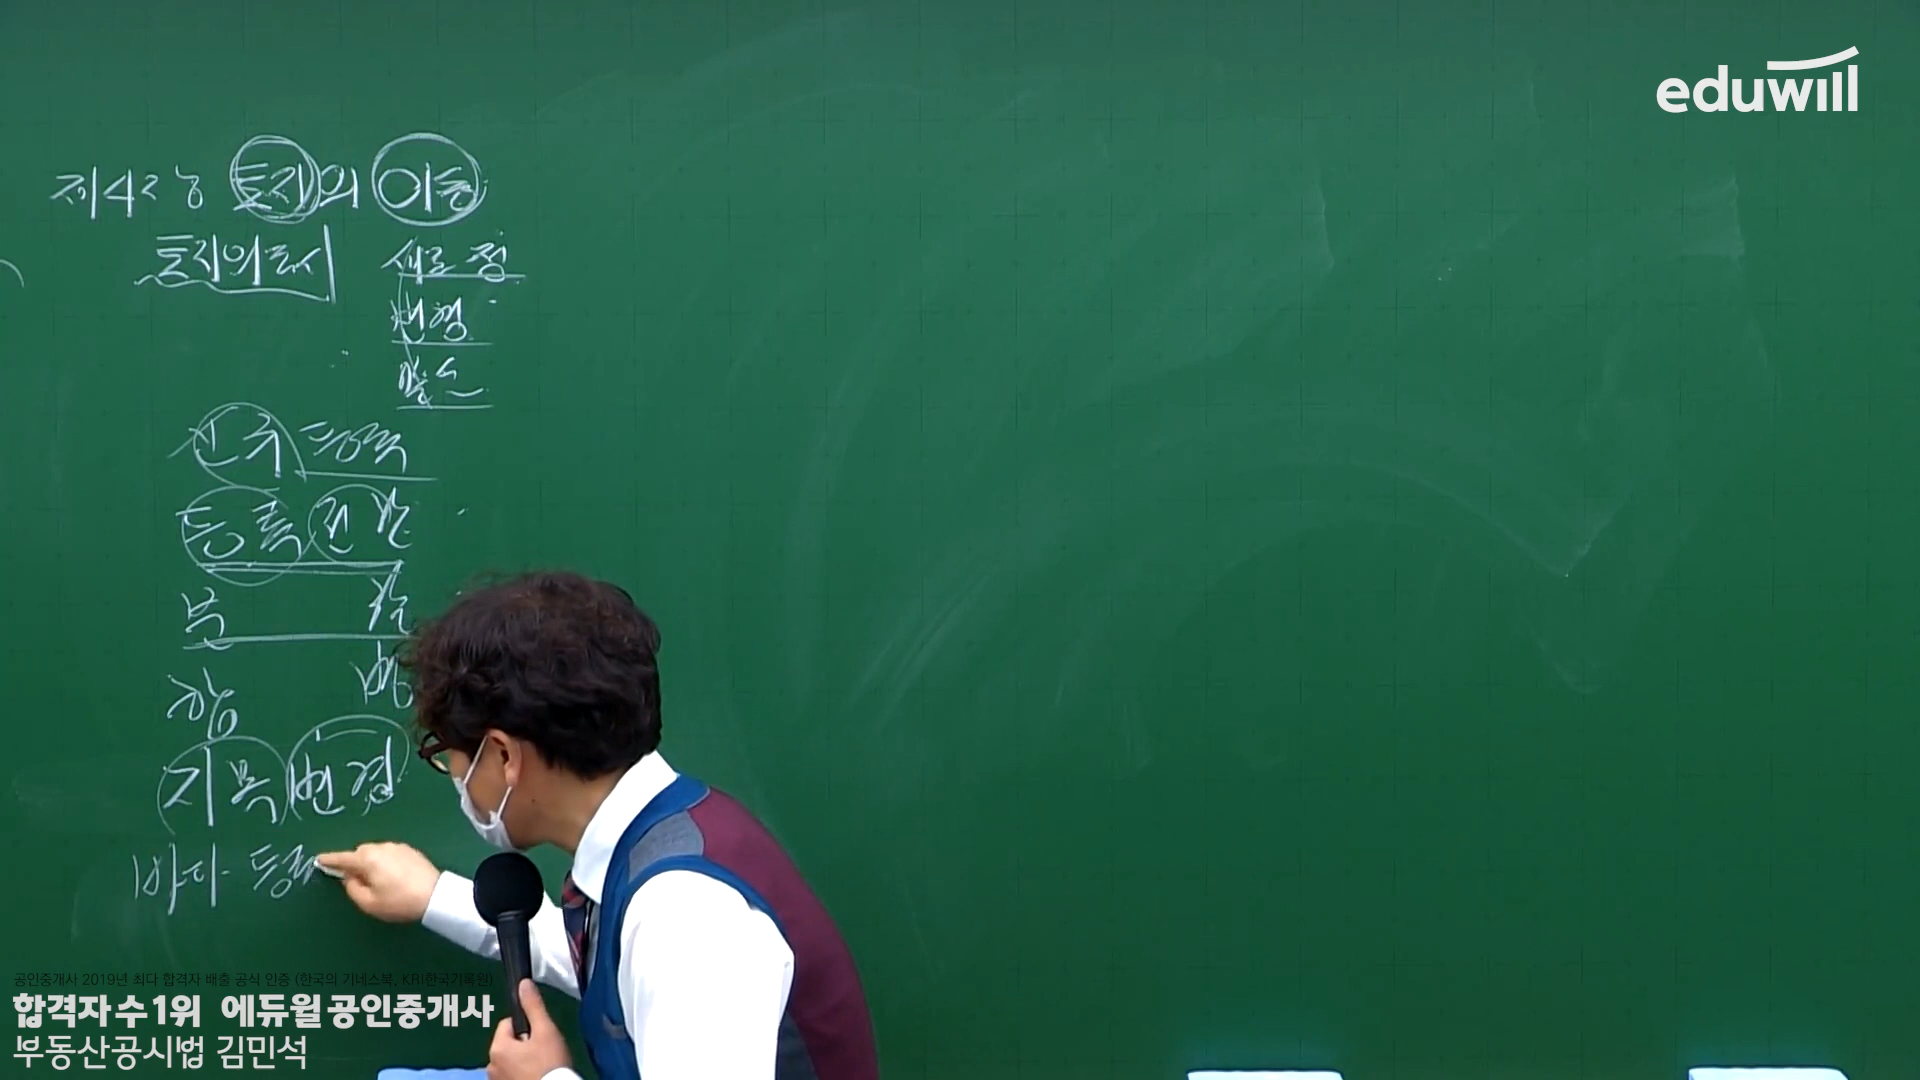 eduwill
제4절 토지의 이동
토지의 표시 새로 정
변경
말소
신규등록
등록전환
분 할
합 병
지목변경
바다 등록
공인중개사 2019년 최다 합격자 배출 공식 인증 (한국의 기네스북, KRI한국기록원)
합격자 수 1위 에듀윌 공인중개사
부동산공시법 김민석